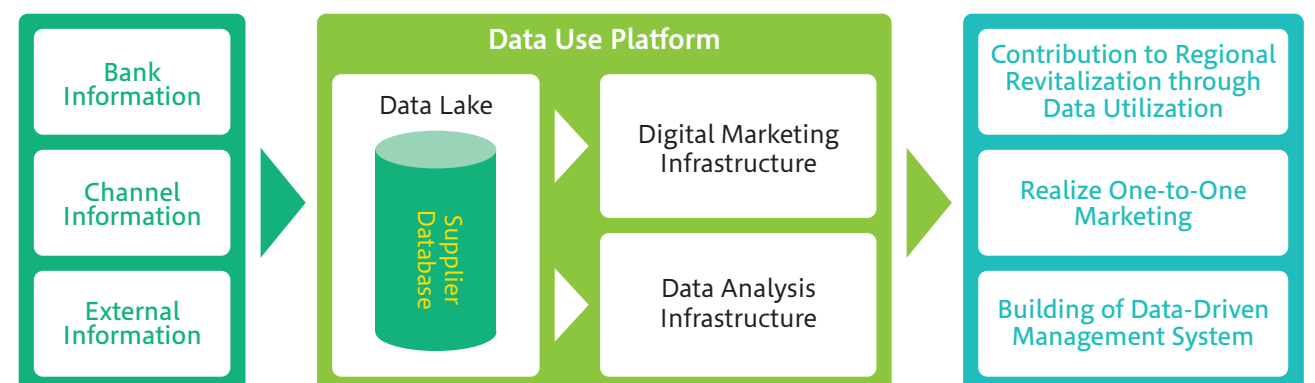 Bank
Information
Channel
Information
External
Information
Data Use Platform
Data Lake
Supplier
Database
Digital Marketing
Infrastructure
Data Analysis
Infrastructure
Contribution to Regional
Revitalization through
Data Utilization
Realize One-to-One
Marketing
Building of Data-Driven
Management System